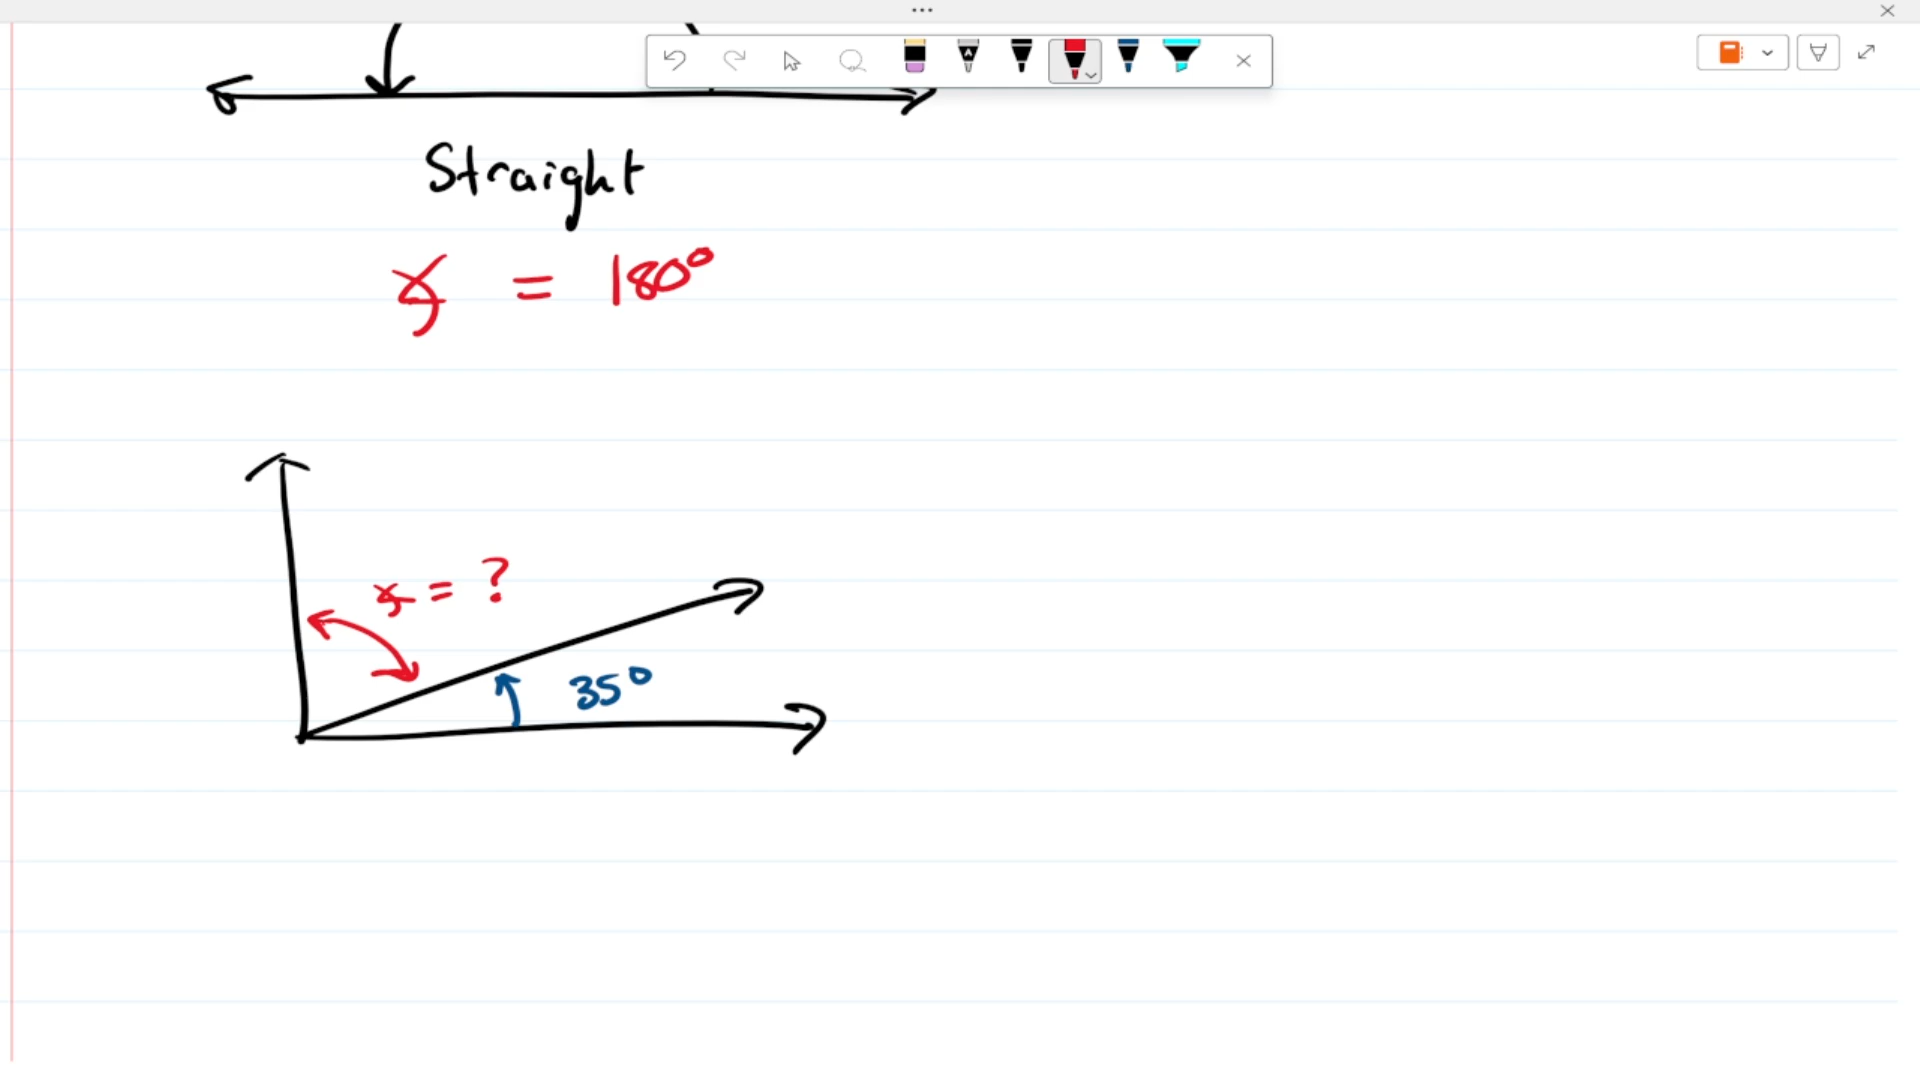 Straight
∡ = 180°
∡ = ?
35°